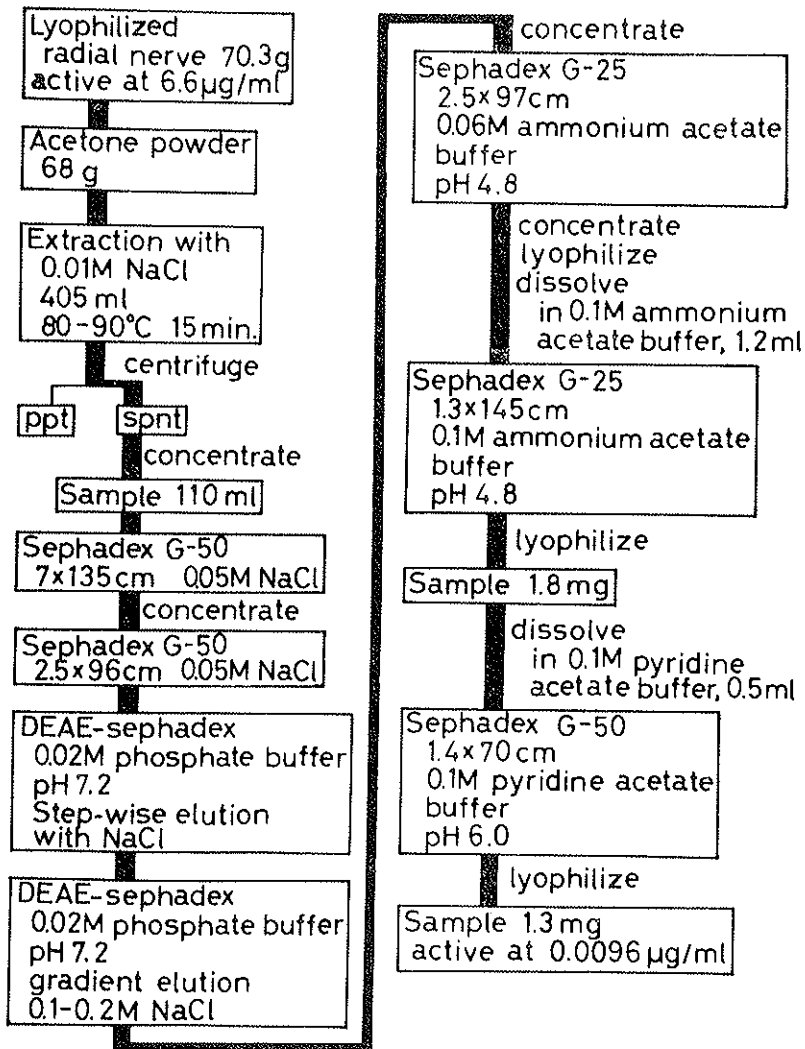 Lyophilized
radial nerve 70.3g
active at 6.6µg/ml
Acetone powder
68 g
Extraction with
0.01M NaCl
405 ml
80-90°C 15 min.
centrifuge
ppt
spnt
concentrate
Sample 110 ml
Sephadex G-50
7×135 cm 0.05M NaCl
concentrate
Sephadex G-50
2.5×96cm 0.05M NaCl
DEAE-sephadex
0.02M phosphate buffer
pH 7.2
Step-wise elution
with NaCl
DEAE-sephadex
0.02M phosphate buffer
pH 7.2
gradient elution
0.1-0.2M NaCl
concentrate
Sephadex G-25
2.5×97cm
0.06M ammonium acetate
buffer
pH 4.8
concentrate
lyophilize
dissolve
in 0.1M ammonium
acetate buffer, 1.2ml
Sephadex G-25
1.3×145cm
0.1M ammonium acetate
buffer
pH 4.8
lyophilize
Sample 1.8 mg
dissolve
in 0.1M pyridine
acetate buffer, 0.5ml
Sephadex G-50
1.4×70 cm
0.1M pyridine acetate
buffer
pH 6.0
lyophilize
Sample 1.3 mg
active at 0.0096 µg/ml